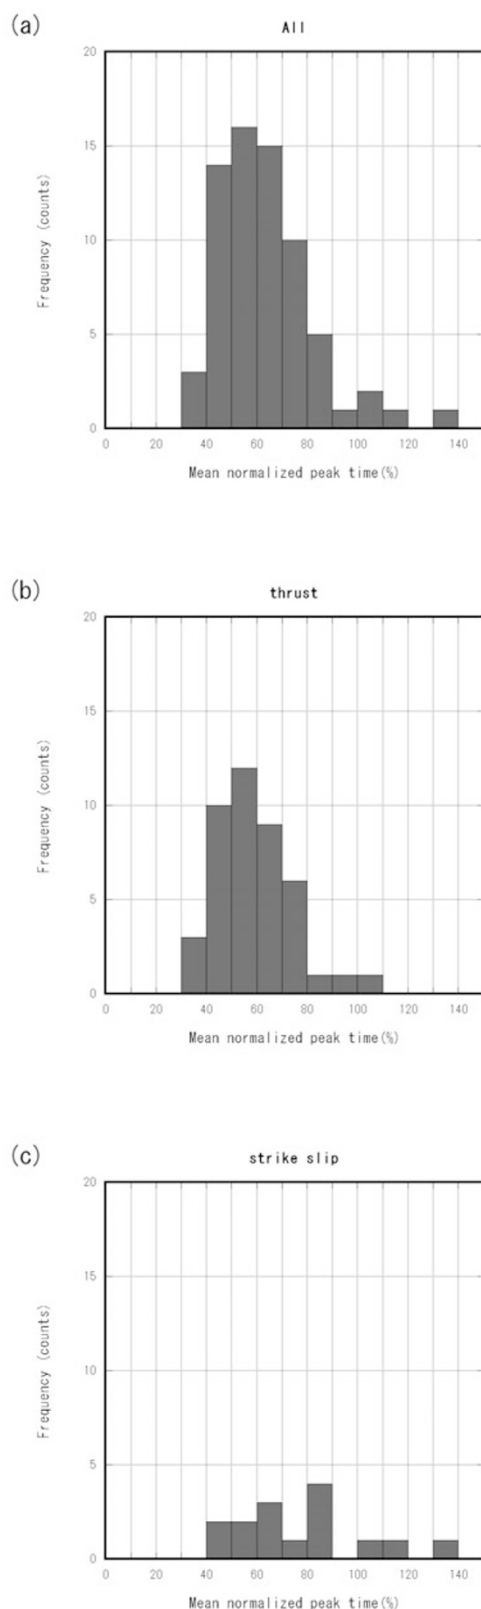 (a)
All
20
15
10
5
0
Frequency (counts)
0 20 40 60 80 100 120 140
Mean normalized peak time(%)
(b)
thrust
20
15
10
5
0
Frequency (counts)
0 20 40 60 80 100 120 140
Mean normalized peak time(%)
(c)
strike slip
20
15
10
5
0
Frequency (counts)
0 20 40 60 80 100 120 140
Mean normalized peak time(%)